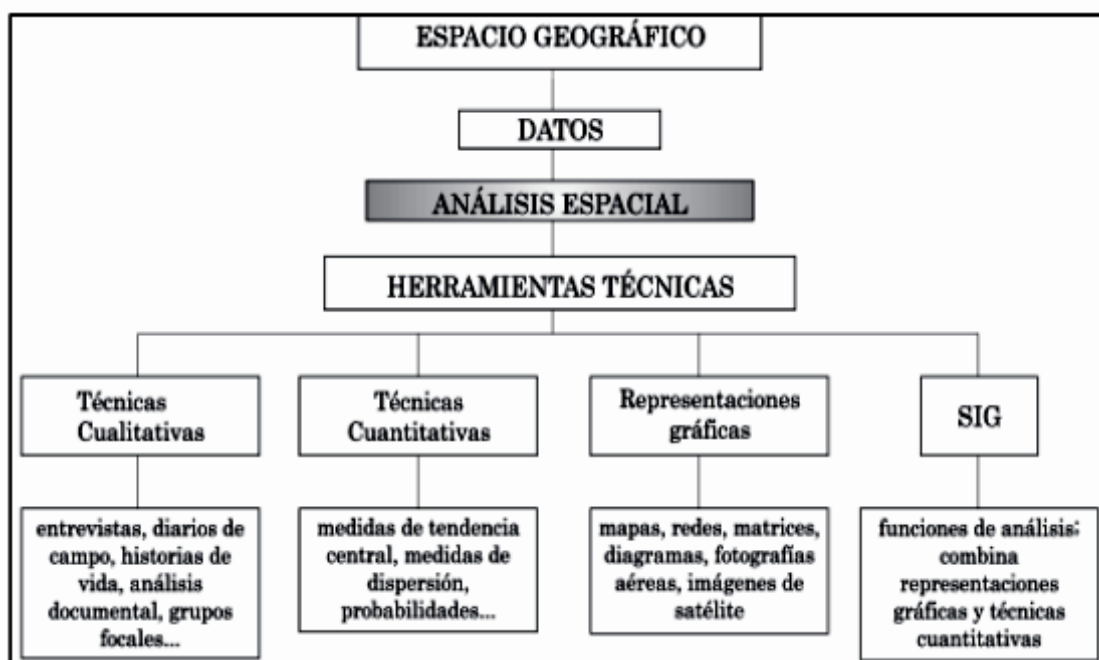 ESPACIO GEOGRÁFICO
DATOS
ANÁLISIS ESPACIAL
HERRAMIENTAS TÉCNICAS
Técnicas
Cualitativas
entrevistas, diarios de
campo, historias de
vida, análisis
documental, grupos
focales...
Técnicas
Cuantitativas
medidas de tendencia
central, medidas de
dispersión,
probabilidades...
Representaciones
gráficas
mapas, redes, matrices,
diagramas, fotografías
aéreas, imágenes de
satélite
SIG
funciones de análisis:
combina
representaciones
gráficas y técnicas
cuantitativas